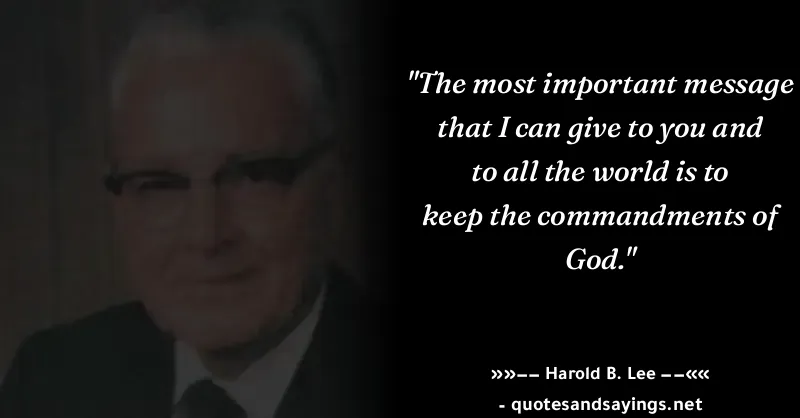 "The most important message
that I can give to you and
to all the world is to
keep the commandments of
God."
»»−− Harold B. Lee −−««
- quotesandsayings.net